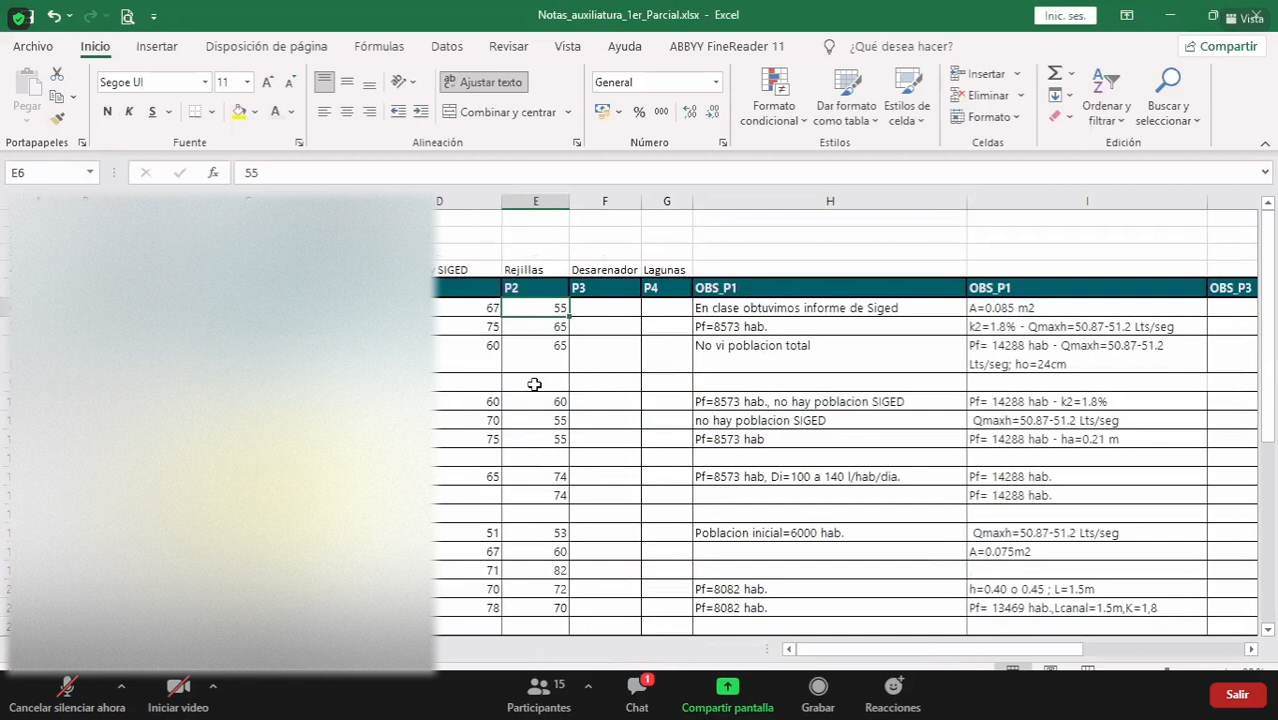 Notas_auxiliatura_1er_Parcial.xlsx - Excel
Inic. ses.
Vista
Archivo Inicio Insertar Disposición de página Fórmulas Datos Revisar Vista Ayuda ABBYY FineReader 11 ¿Qué desea hacer? Compartir
Pegar
Portapapeles
Segoe UI 11
N K S
Fuente
Ajustar texto
Combinar y centrar
Alineación
General
Número
Formato condicional
Dar formato como tabla
Estilos de celda
Estilos
Insertar
Eliminar
Formato
Celdas
Ordenar y filtrar
Buscar y seleccionar
Edición
E6 fx 55
D E F G H I
SIGED Rejillas Desarenador Lagunas
P2 P3 P4 OBS_P1 OBS_P1 OBS_P3
67 55 En clase obtuvimos informe de Siged A=0.085 m2
75 65 Pf=8573 hab. k2=1.8% - Qmaxh=50.87-51.2 Lts/seg
60 65 No vi poblacion total Pf= 14288 hab - Qmaxh=50.87-51.2
Lts/seg; ho=24cm
60 60 Pf=8573 hab., no hay poblacion SIGED Pf= 14288 hab - k2=1.8%
70 55 no hay poblacion SIGED Qmaxh=50.87-51.2 Lts/seg
75 55 Pf=8573 hab Pf= 14288 hab - ha=0.21 m
65 74 Pf=8573 hab, Di=100 a 140 l/hab/dia. Pf= 14288 hab.
74 Pf= 14288 hab.
51 53 Poblacion inicial=6000 hab. Qmaxh=50.87-51.2 Lts/seg
67 60 A=0.075m2
71 82
70 72 Pf=8082 hab. h=0.40 o 0.45 ; L=1.5m
78 70 Pf=8082 hab. Pf= 13469 hab.,Lcanal=1.5m,K=1,8
15 1
Cancelar silenciar ahora Iniciar video Participantes Chat Compartir pantalla Grabar Reacciones Salir